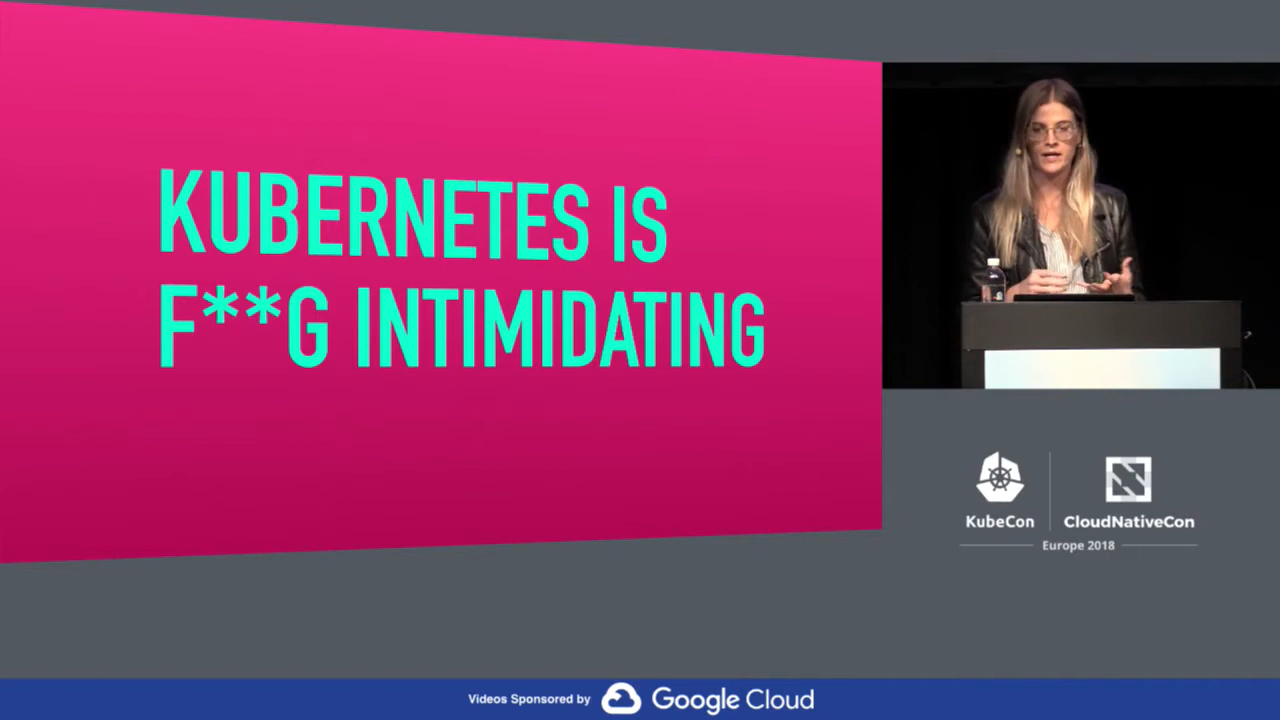 KUBERNETES IS
F**G INTIMIDATING
KubeCon
CloudNativeCon
Europe 2018
Videos Sponsored by
Google Cloud